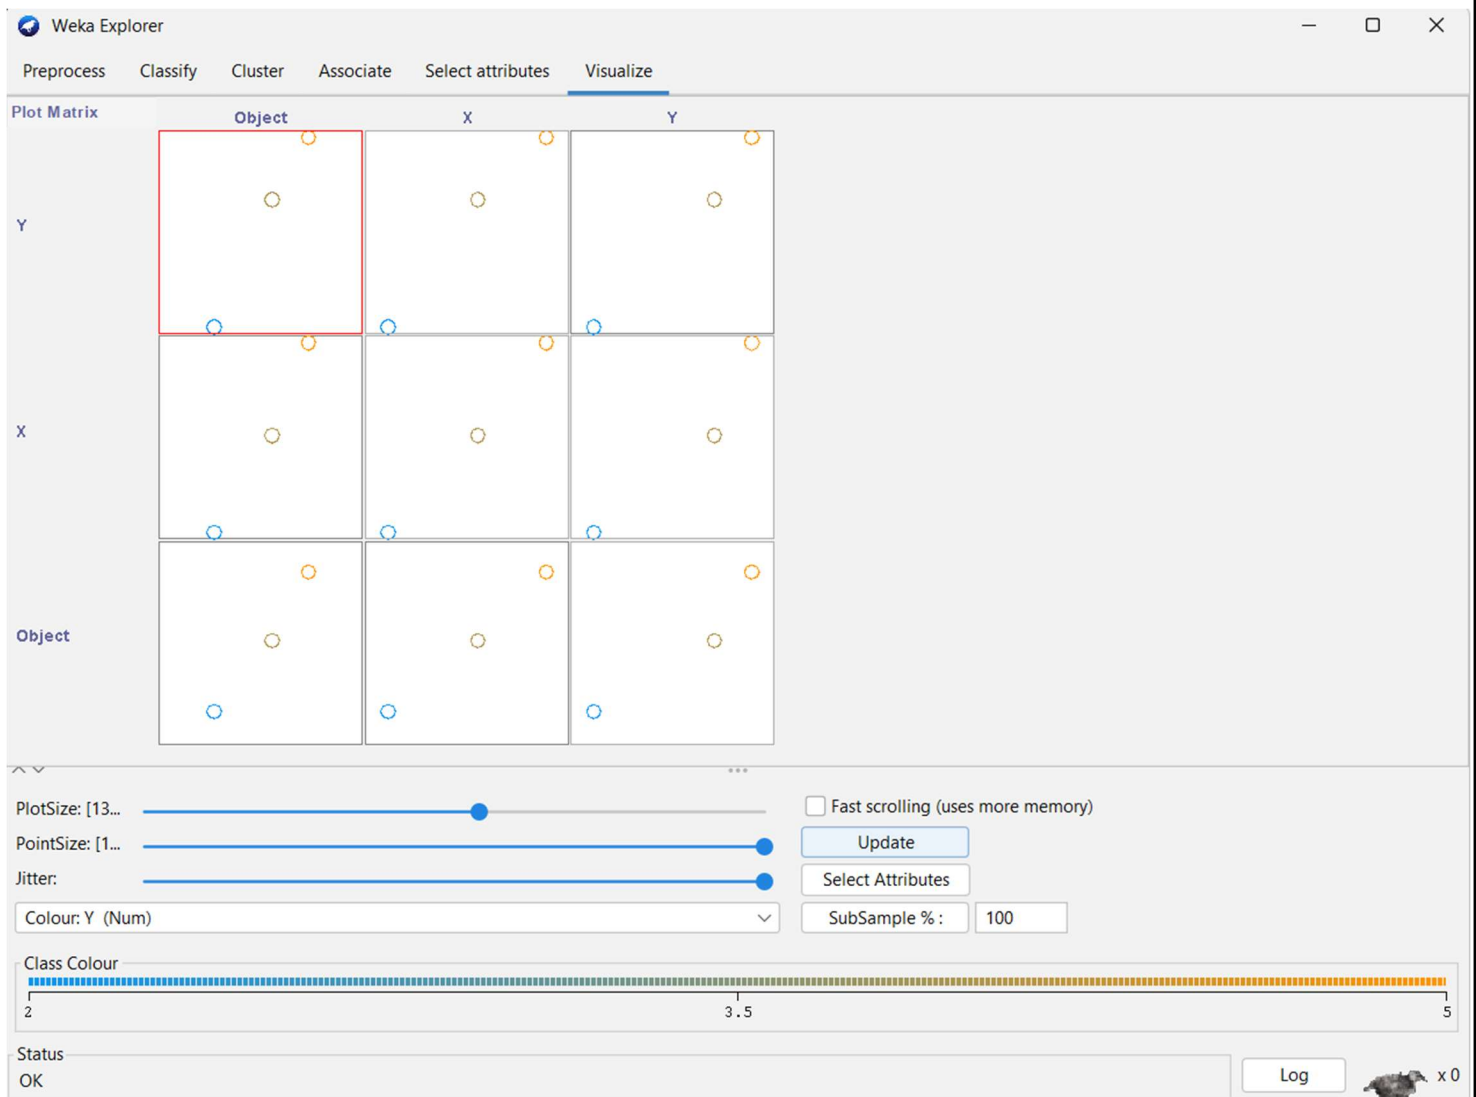 Weka Explorer
Preprocess Classify Cluster Associate Select attributes Visualize
Plot Matrix
Object X Y
Y
X
Object
PlotSize: [13...
Fast scrolling (uses more memory)
PointSize: [1...
Update
Jitter:
Select Attributes
Colour: Y (Num)
SubSample % : 100
Class Colour
2 3.5 5
Status
OK
Log
x 0